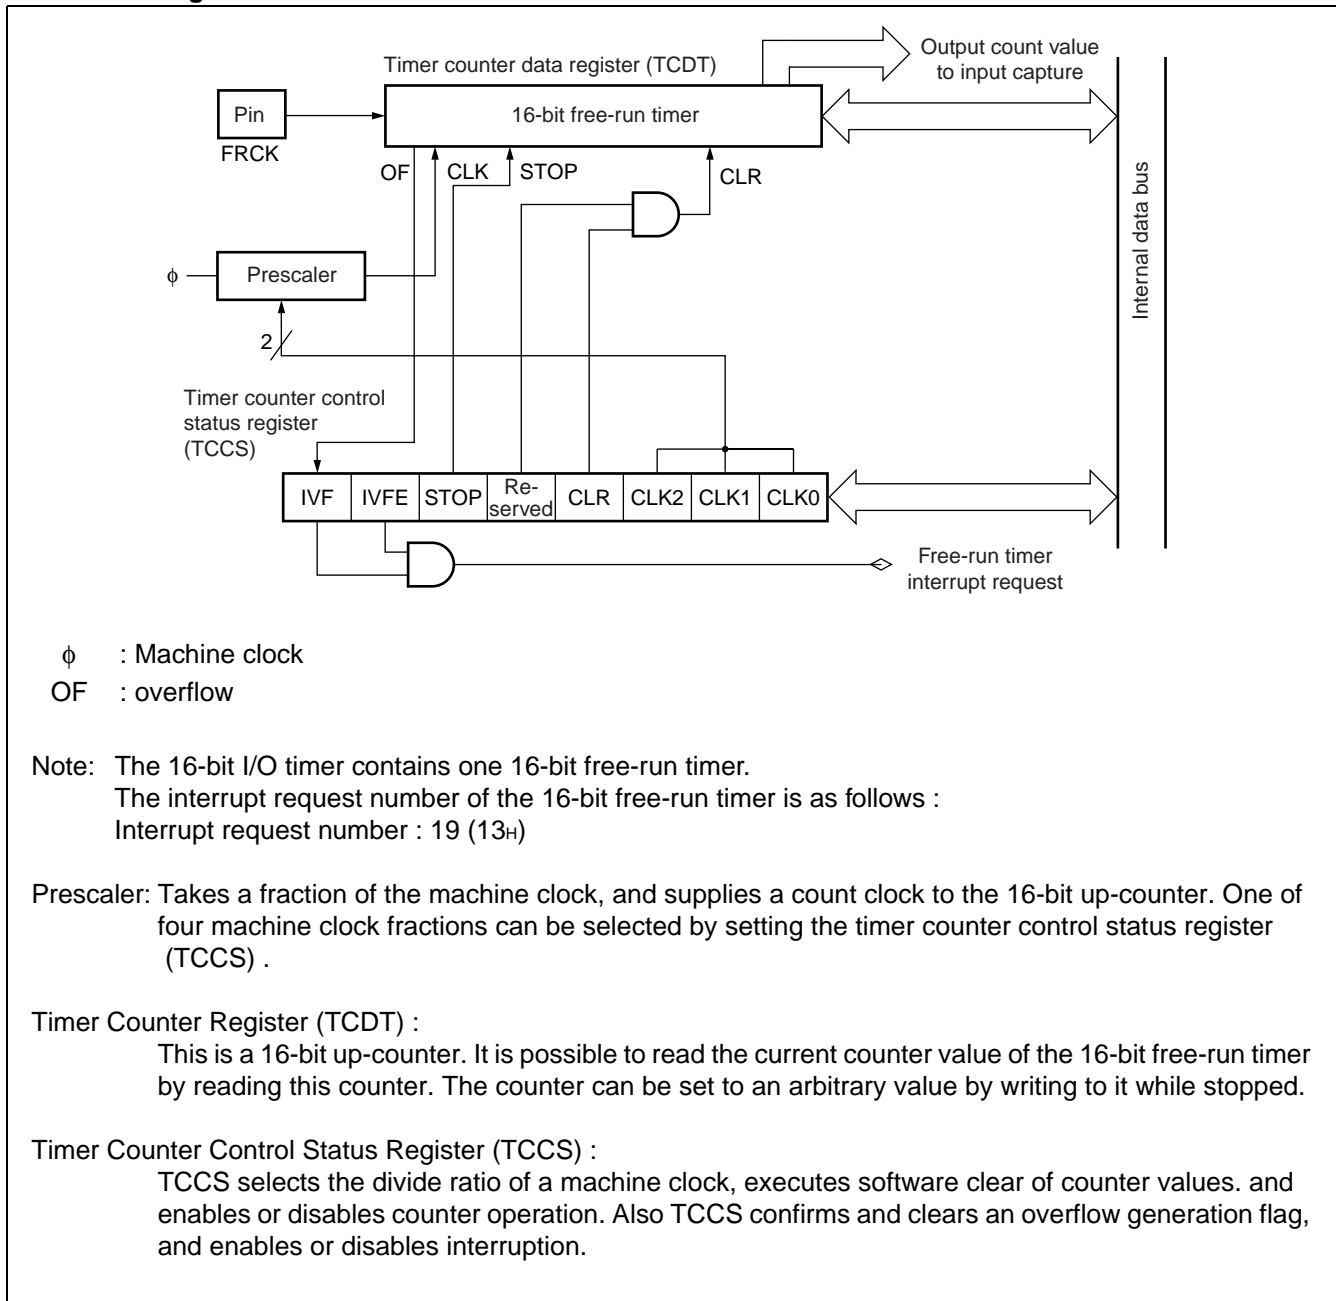 Timer counter data register (TCDT)
Output count value
to input capture
Pin
16-bit free-run timer
FRCK
OF
CLK
STOP
CLR
Internal data bus
ϕ
Prescaler
2
Timer counter control
status register
(TCCS)
IVF
IVFE
STOP
Re-
served
CLR
CLK2
CLK1
CLK0
Free-run timer
interrupt request
ϕ : Machine clock
OF : overflow
Note: The 16-bit I/O timer contains one 16-bit free-run timer.
The interrupt request number of the 16-bit free-run timer is as follows :
Interrupt request number : 19 (13H)
Prescaler: Takes a fraction of the machine clock, and supplies a count clock to the 16-bit up-counter. One of
four machine clock fractions can be selected by setting the timer counter control status register
(TCCS) .
Timer Counter Register (TCDT) :
This is a 16-bit up-counter. It is possible to read the current counter value of the 16-bit free-run timer
by reading this counter. The counter can be set to an arbitrary value by writing to it while stopped.
Timer Counter Control Status Register (TCCS) :
TCCS selects the divide ratio of a machine clock, executes software clear of counter values. and
enables or disables counter operation. Also TCCS confirms and clears an overflow generation flag,
and enables or disables interruption.